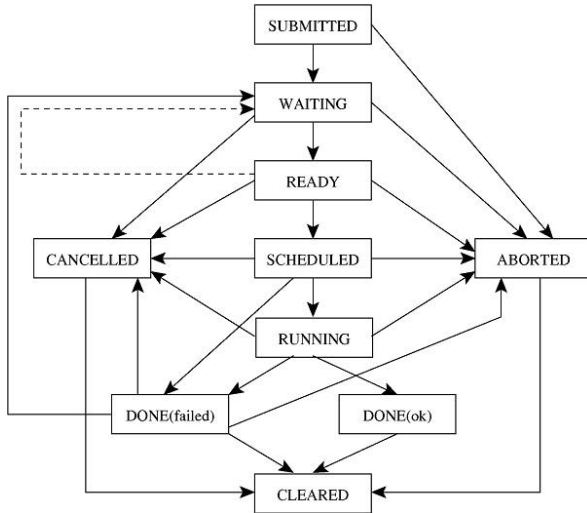 SUBMITTED
WAITING
READY
CANCELLED
SCHEDULED
ABORTED
RUNNING
DONE(failed)
DONE(ok)
CLEARED